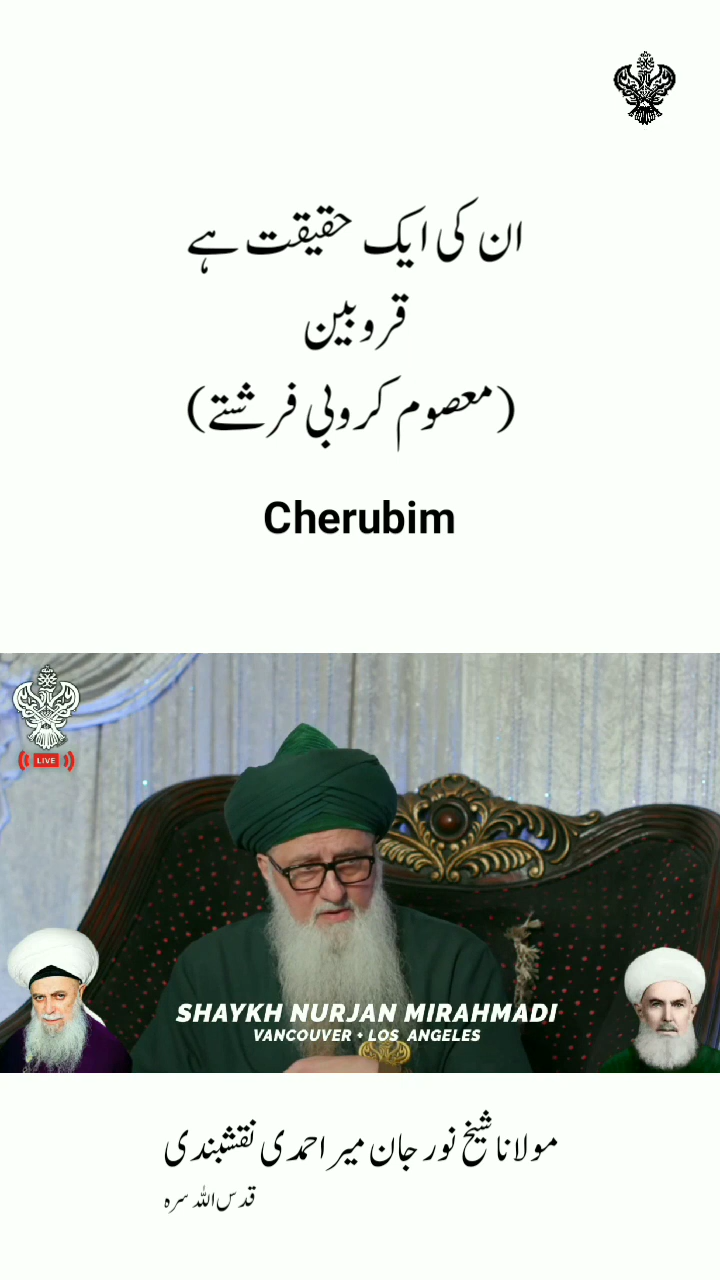 ان کی ایک حقیقت ہے
قروبین
(معصوم کروبی فرشتے)
Cherubim
LIVE
SHAYKH NURJAN MIRAHMADI
VANCOUVER • LOS ANGELES
مولانا شیخ نور جان میر احمدی نقشبندی
قدس اللہ سرہ